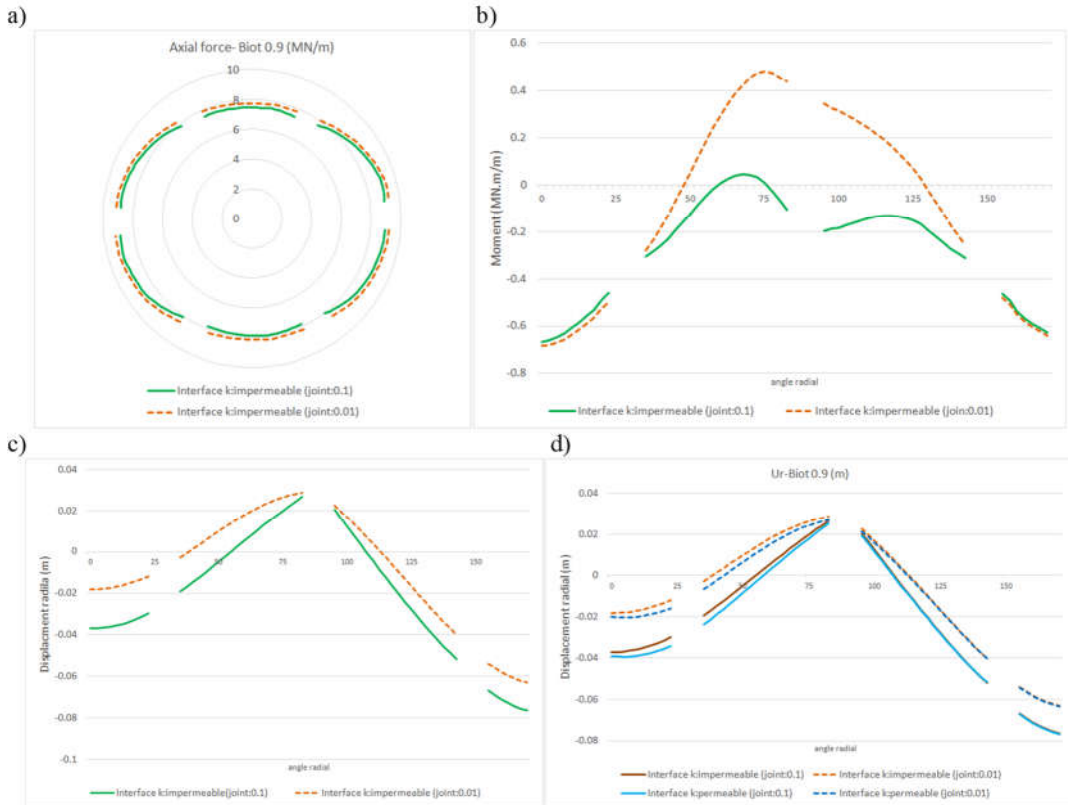 a)
Axial force- Biot 0.9 (MN/m)
10
8
6
4
2
0
Interface k:impermeable (joint:0.1)
Interface k:impermeable (joint:0.01)
b)
0.6
0.4
0.2
0
-0.2
-0.4
-0.6
-0.8
Moment(MN.m/m)
0 25 50 75 100 125 150
angle radial
Interface k:impermeable (joint:0.1) Interface k:impermeable (join:0.01)
c)
0.04
0.02
0
-0.02
-0.04
-0.06
-0.08
-0.1
Displacment radila (m)
0 25 50 75 100 125 150
angle radial
Interface k:impermeable(joint:0.1) Interface k:impermeable (joint:0.01)
d)
Ur-Biot 0.9 (m)
0.04
0.02
0
-0.02
-0.04
-0.06
-0.08
Displacement radial (m)
0 25 50 75 100 125 150
angle radial
Interface k:impermeable (joint:0.1) Interface k:impermeable (joint:0.01)
Interface k:permeable (joint:0.1) Interface k:permeable (joint:0.01)